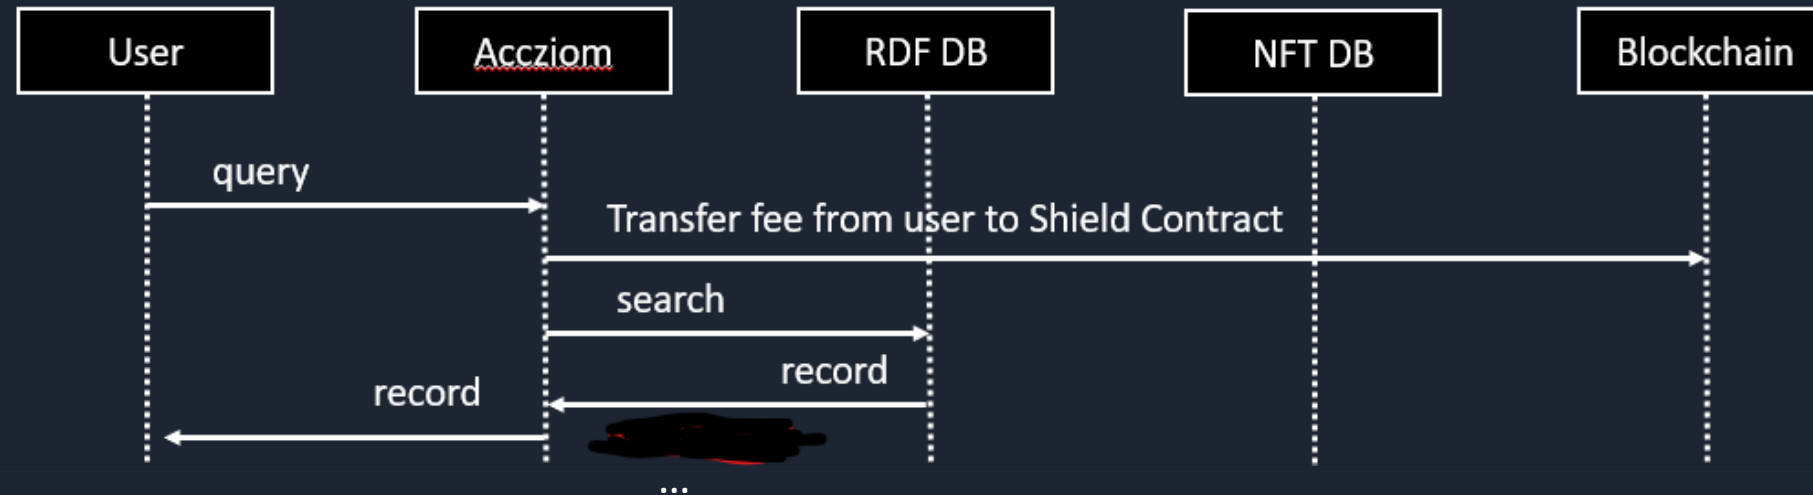 User
Accziom
RDF DB
NFT DB
Blockchain
query
Transfer fee from user to Shield Contract
search
record
record
...